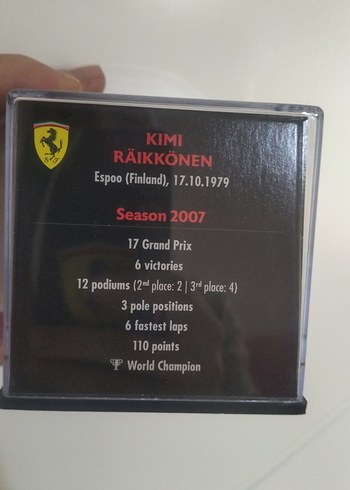 S F
KIMI
RÄIKKÖNEN
Espoo (Finland), 17.10.1979
Season 2007
17 Grand Prix
6 victories
12 podiums (2nd place: 2 | 3rd place: 4)
3 pole positions
6 fastest laps
110 points
World Champion